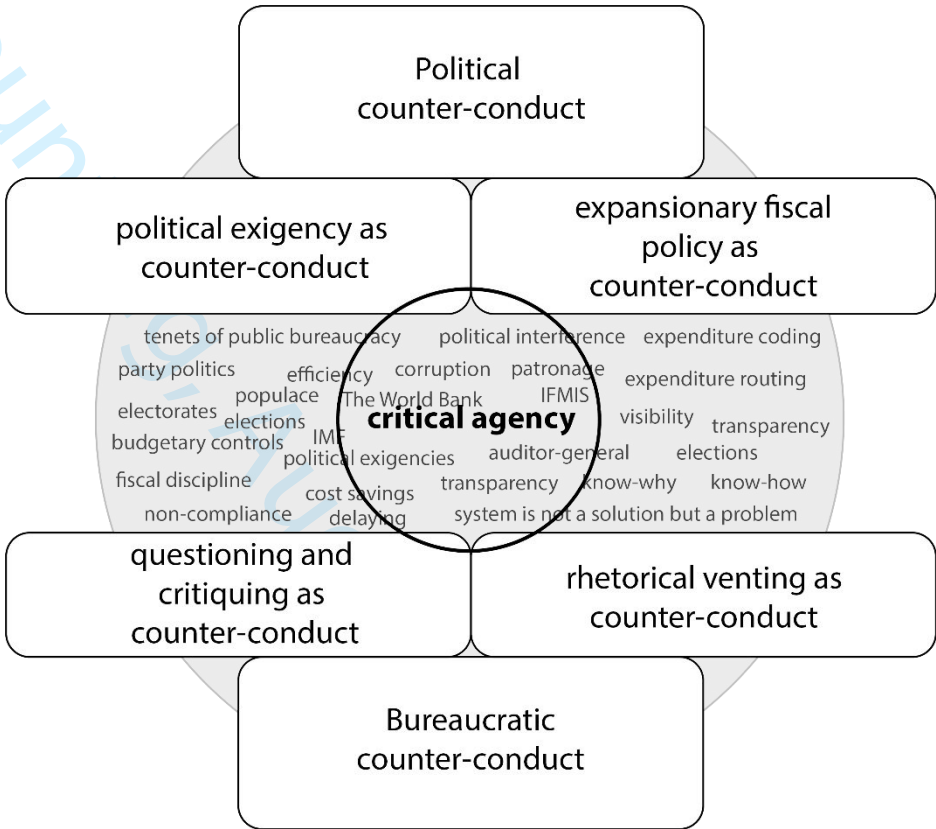 Political
counter-conduct
political exigency as
counter-conduct
expansionary fiscal
policy as
counter-conduct
tenets of public bureaucracy political interference expenditure coding
party politics efficiency corruption patronage expenditure routing
populace The World Bank IFMIS
electorates elections critical agency visibility transparency
budgetary controls IMF political exigencies auditor-general elections
fiscal discipline cost savings transparency know-why know-how
non-compliance delaying system is not a solution but a problem
questioning and
critiquing as
counter-conduct
rhetorical venting as
counter-conduct
Bureaucratic
counter-conduct